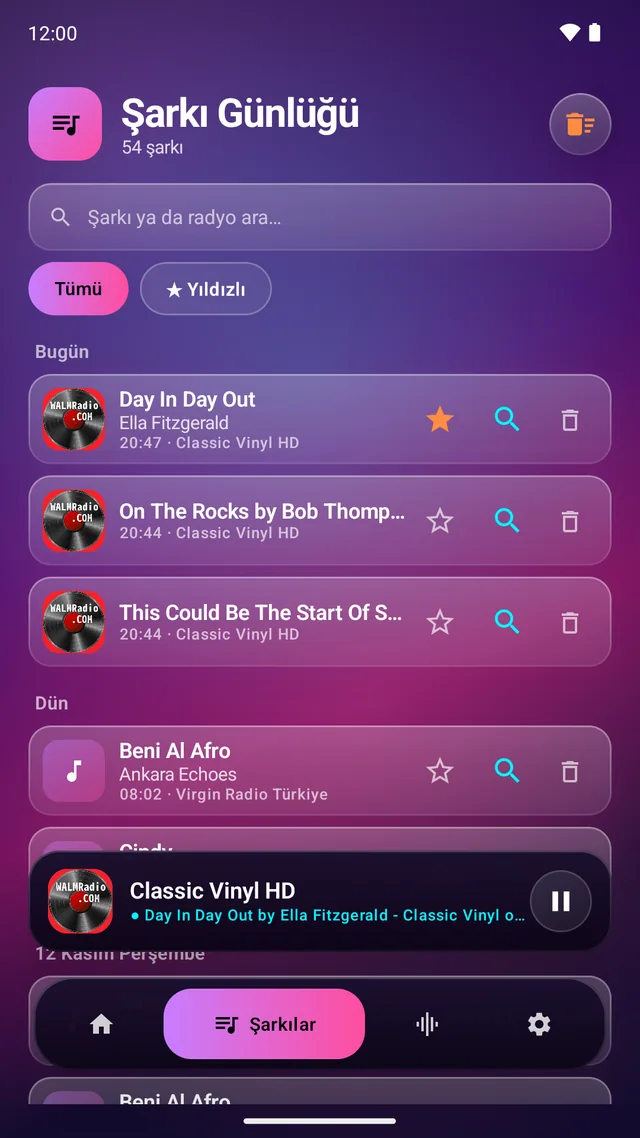 12:00
Şarkı Günlüğü
54 şarkı
Şarkı ya da radyo ara…
Tümü
★ Yıldızlı
Bugün
WALMRadio
.COM
Day In Day Out
Ella Fitzgerald
20:47 · Classic Vinyl HD
WALMRadio
.COM
On The Rocks by Bob Thomp…
20:44 · Classic Vinyl HD
WALMRadio
.COM
This Could Be The Start Of S…
20:44 · Classic Vinyl HD
Dün
Beni Al Afro
Ankara Echoes
08:02 · Virgin Radio Türkiye
Cindy
WALMRadio
.COM
Classic Vinyl HD
● Day In Day Out by Ella Fitzgerald - Classic Vinyl o…
12 Kasım Perşembe
Şarkılar
Beni Al Afro